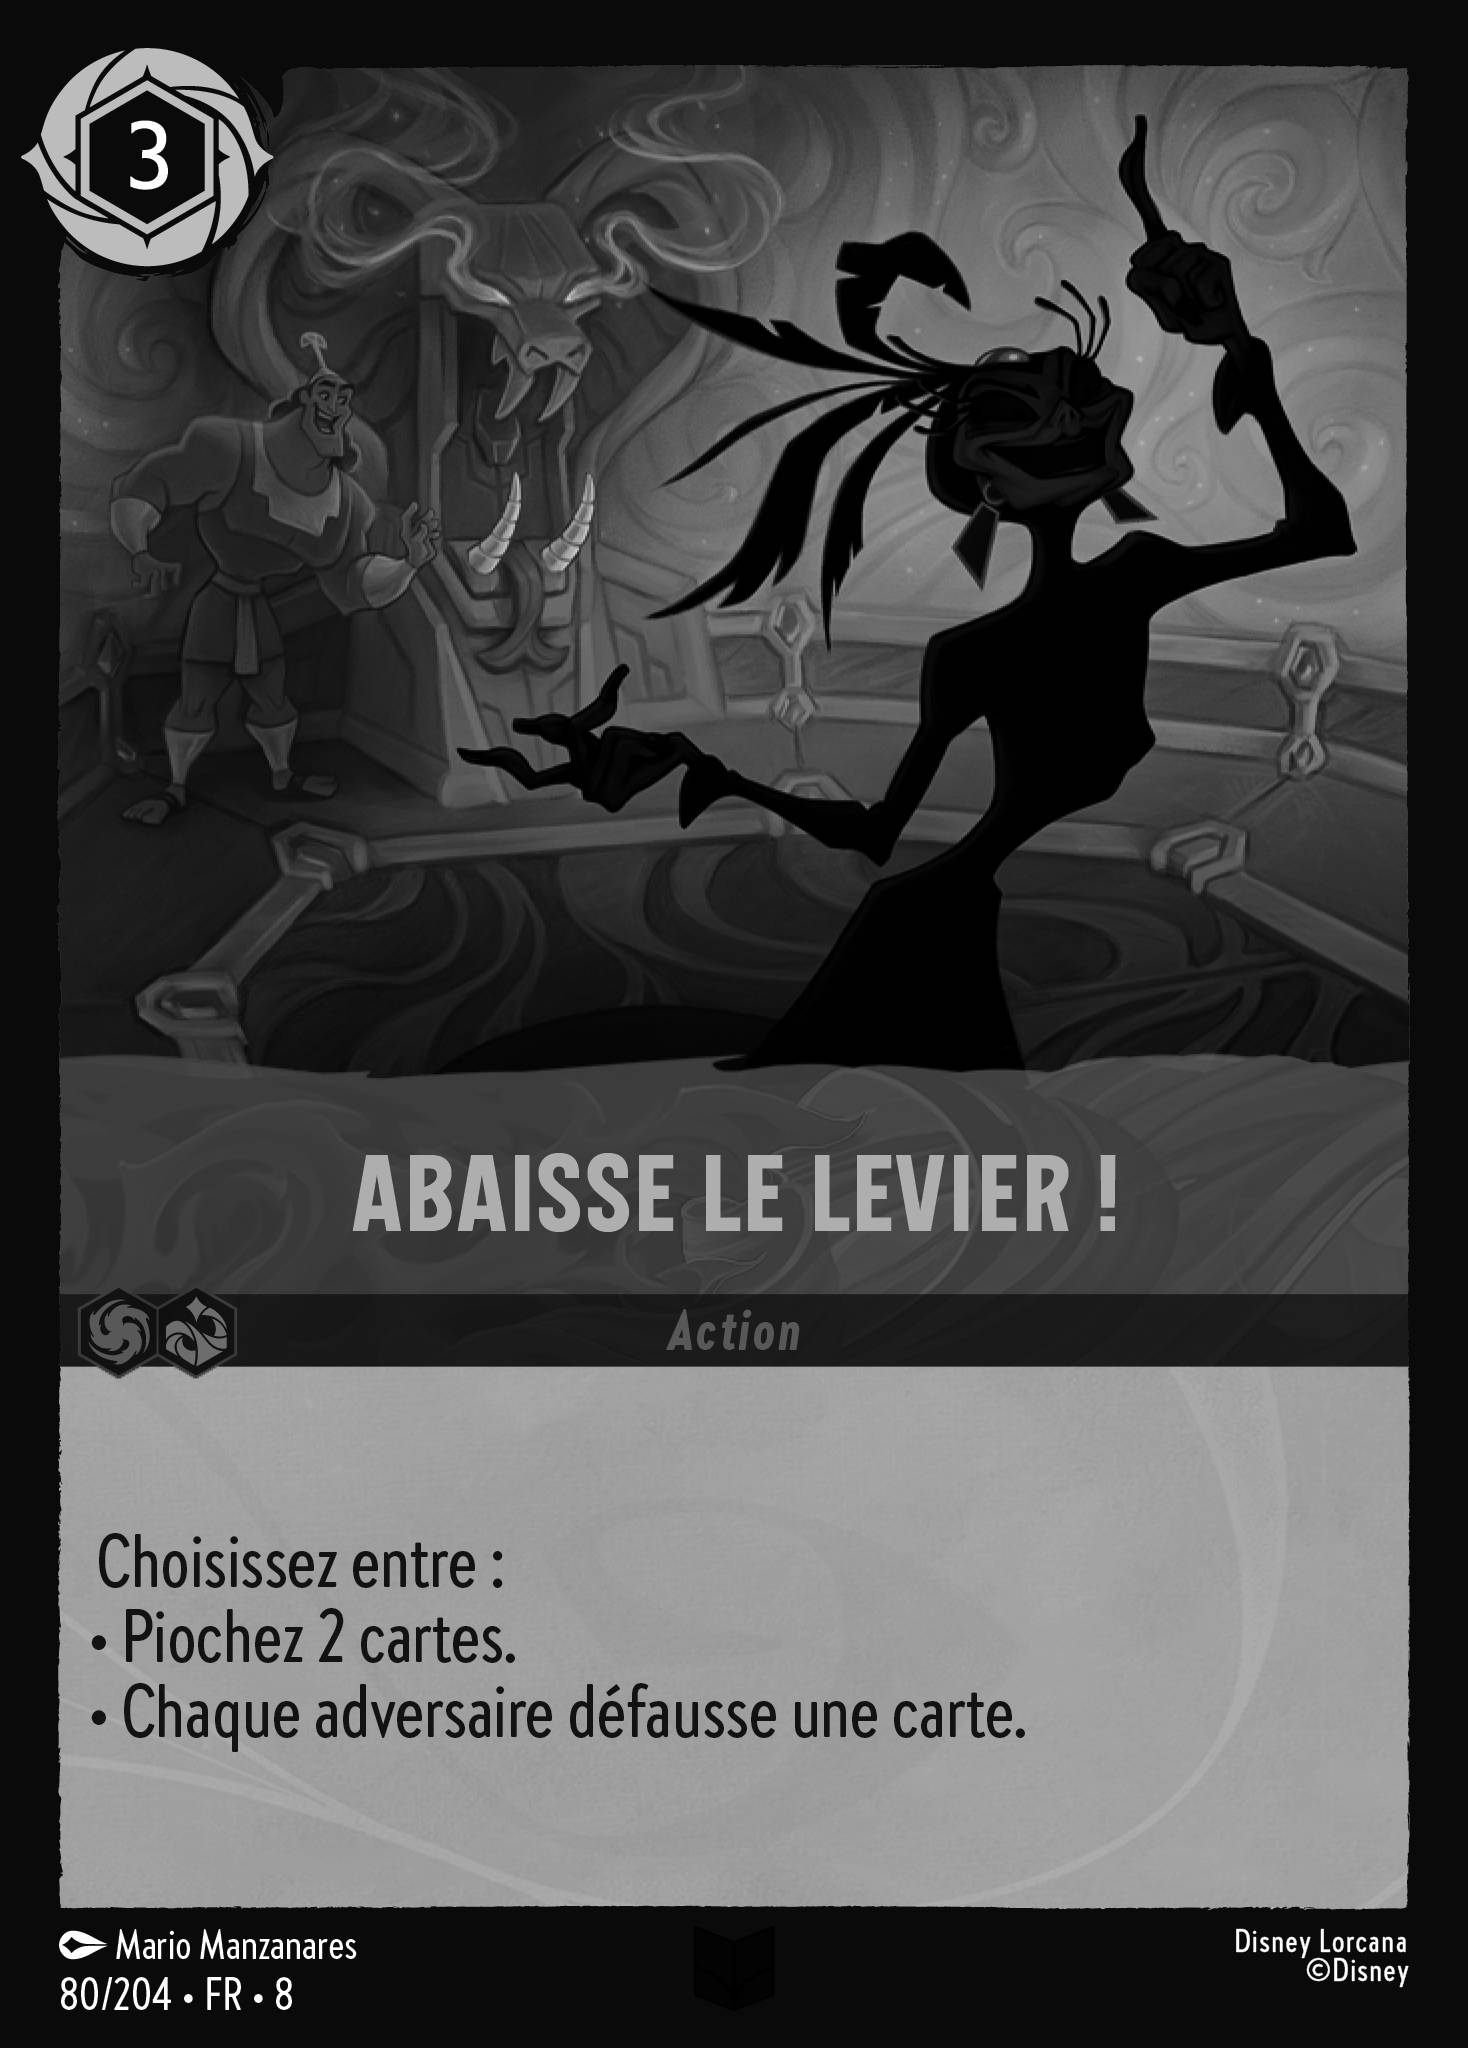 3
ABAISSE LE LEVIER !
Action
Choisissez entre :
• Piochez 2 cartes.
• Chaque adversaire défausse une carte.
Mario Manzanares
80/204 • FR • 8
Disney Lorcana
©Disney